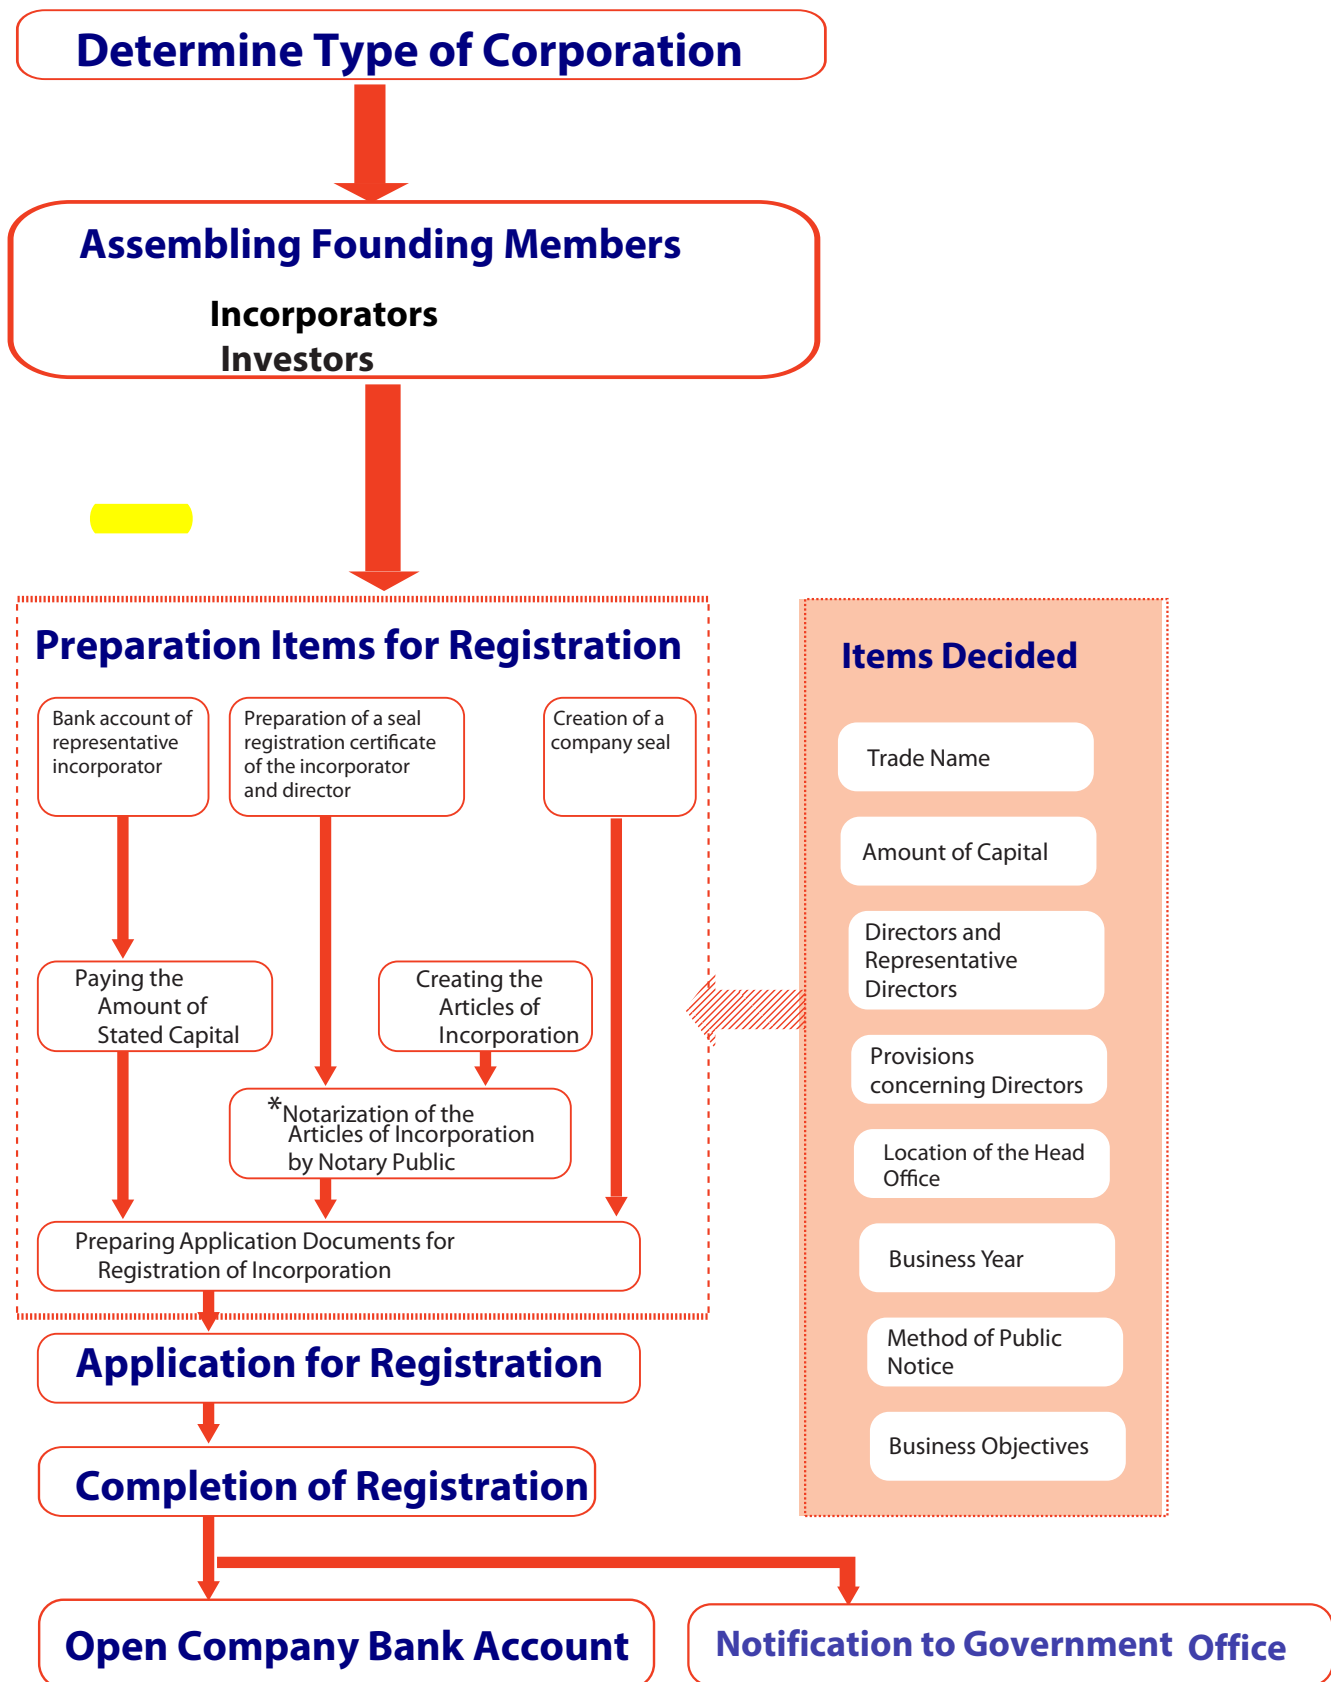 Determine Type of Corporation
Assembling Founding Members
Incorporators
Investors
Preparation Items for Registration
Bank account of
representative
incorporator
Preparation of a seal
registration certificate
of the incorporator
and director
Creation of a
company seal
Paying the
Amount of
Stated Capital
Creating the
Articles of
Incorporation
*Notarization of the
Articles of Incorporation
by Notary Public
Preparing Application Documents for
Registration of Incorporation
Application for Registration
Completion of Registration
Open Company Bank Account
Notification to Government Office
Items Decided
Trade Name
Amount of Capital
Directors and
Representative
Directors
Provisions
concerning Directors
Location of the Head
Office
Business Year
Method of Public
Notice
Business Objectives